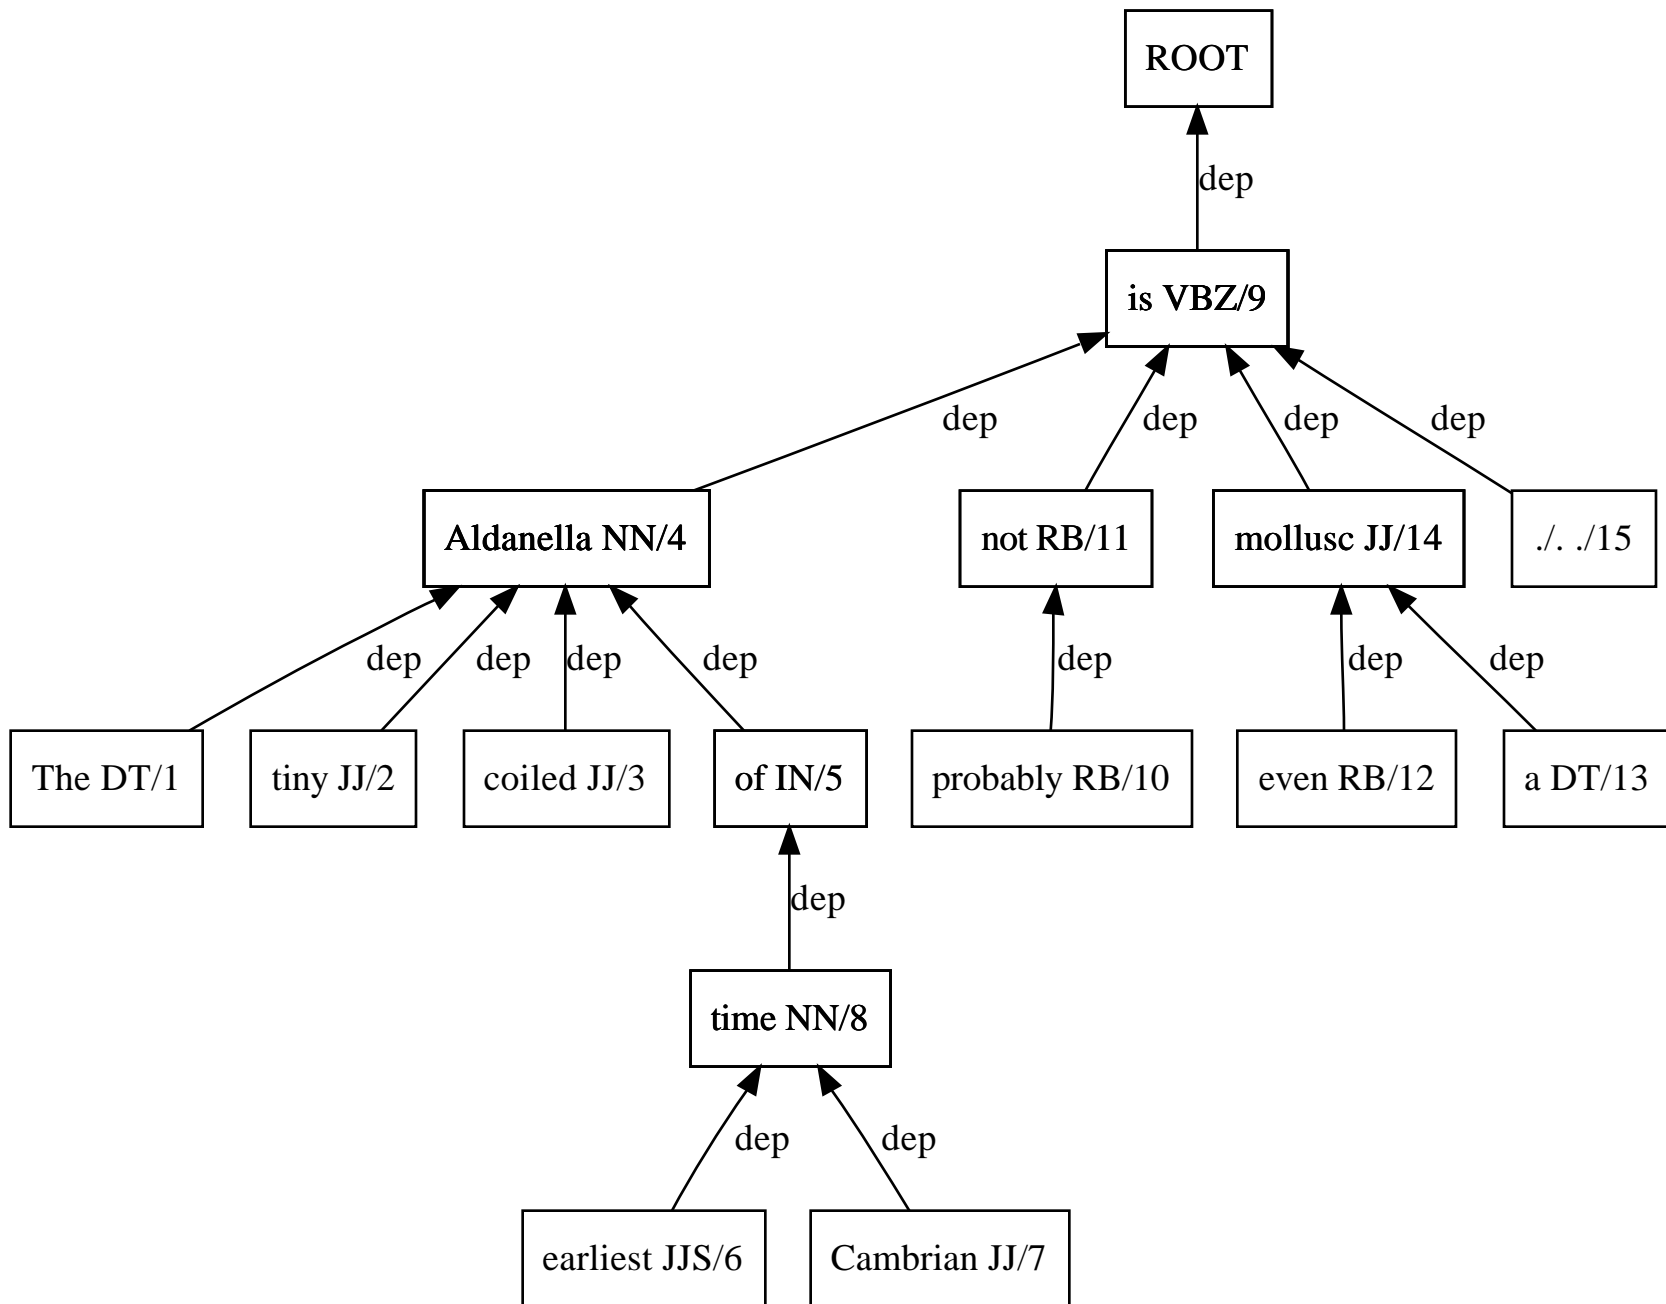 ROOT
dep
is VBZ/9
dep dep dep dep
Aldanella NN/4 not RB/11 mollusc JJ/14 ./. ./15
dep dep dep dep dep dep dep
The DT/1 tiny JJ/2 coiled JJ/3 of IN/5 probably RB/10 even RB/12 a DT/13
dep
time NN/8
dep dep
earliest JJS/6 Cambrian JJ/7